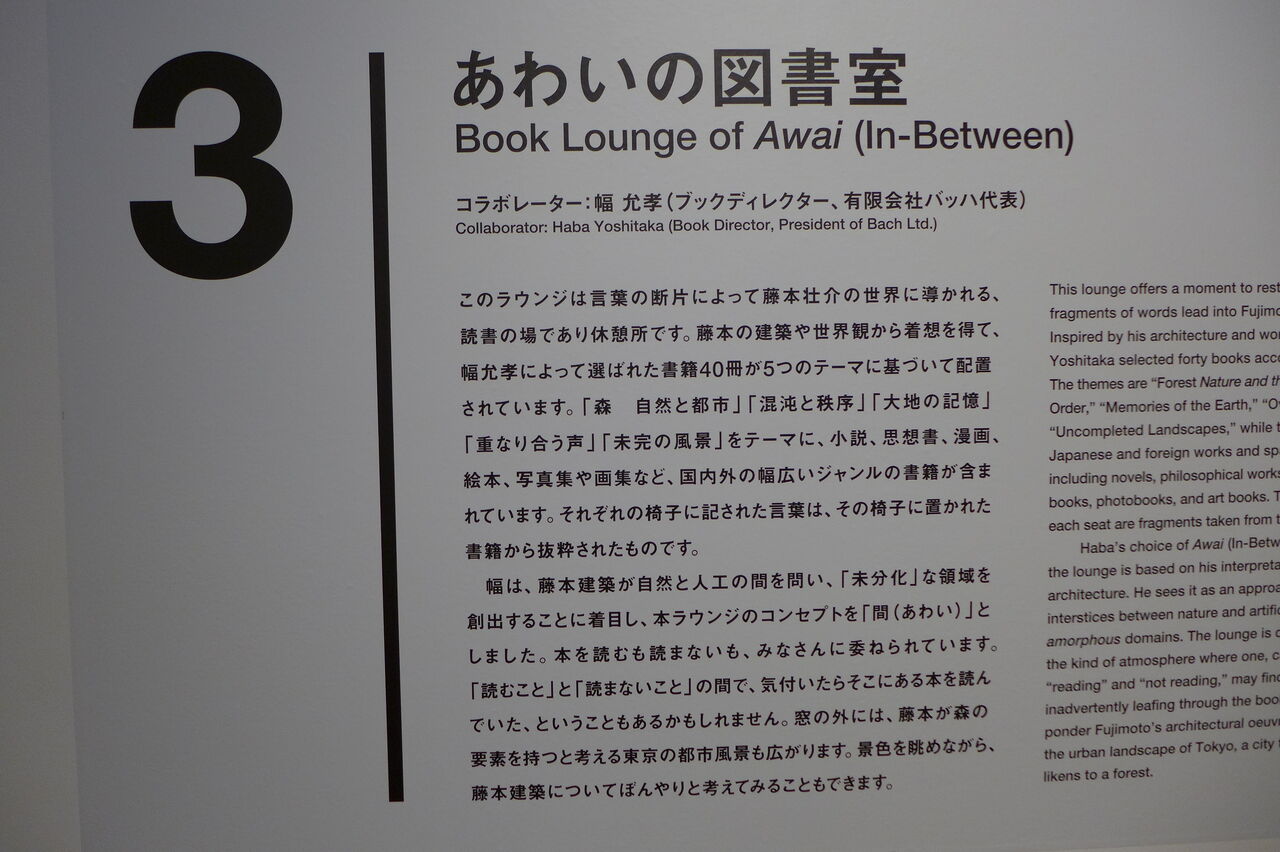 3
あわいの図書室
Book Lounge of Awai (In-Between)
コラボレーター：幅 允孝（ブックディレクター、有限会社バッハ代表）
Collaborator: Haba Yoshitaka (Book Director, President of Bach Ltd.)
このラウンジは言葉の断片によって藤本壮介の世界に導かれる、
読書の場であり休憩所です。藤本の建築や世界観から着想を得て、
幅允孝によって選ばれた書籍40冊が5つのテーマに基づいて配置
されています。「森　自然と都市」「混沌と秩序」「大地の記憶」
「重なり合う声」「未完の風景」をテーマに、小説、思想書、漫画、
絵本、写真集や画集など、国内外の幅広いジャンルの書籍が含ま
れています。それぞれの椅子に記された言葉は、その椅子に置かれた
書籍から抜粋されたものです。
　幅は、藤本建築が自然と人工の間を問い、「未分化」な領域を
創出することに着目し、本ラウンジのコンセプトを「間（あわい）」と
しました。本を読むも読まないも、みなさんに委ねられています。
「読むこと」と「読まないこと」の間で、気付いたらそこにある本を読ん
でいた、ということもあるかもしれません。窓の外には、藤本が森の
要素を持つと考える東京の都市風景も広がります。景色を眺めながら、
藤本建築についてぼんやりと考えてみることもできます。
This lounge offers a moment to rest
fragments of words lead into Fujimo
Inspired by his architecture and wor
Yoshitaka selected forty books acco
The themes are “Forest Nature and th
Order,” “Memories of the Earth,” “Ov
“Uncompleted Landscapes,” while t
Japanese and foreign works and sp
including novels, philosophical works
books, photobooks, and art books. T
each seat are fragments taken from t
Haba’s choice of Awai (In-Betw
the lounge is based on his interpreta
architecture. He sees it as an approa
interstices between nature and artific
amorphous domains. The lounge is c
the kind of atmosphere where one, c
“reading” and “not reading,” may find
inadvertently leafing through the boo
ponder Fujimoto’s architectural oeuvr
the urban landscape of Tokyo, a city t
likens to a forest.